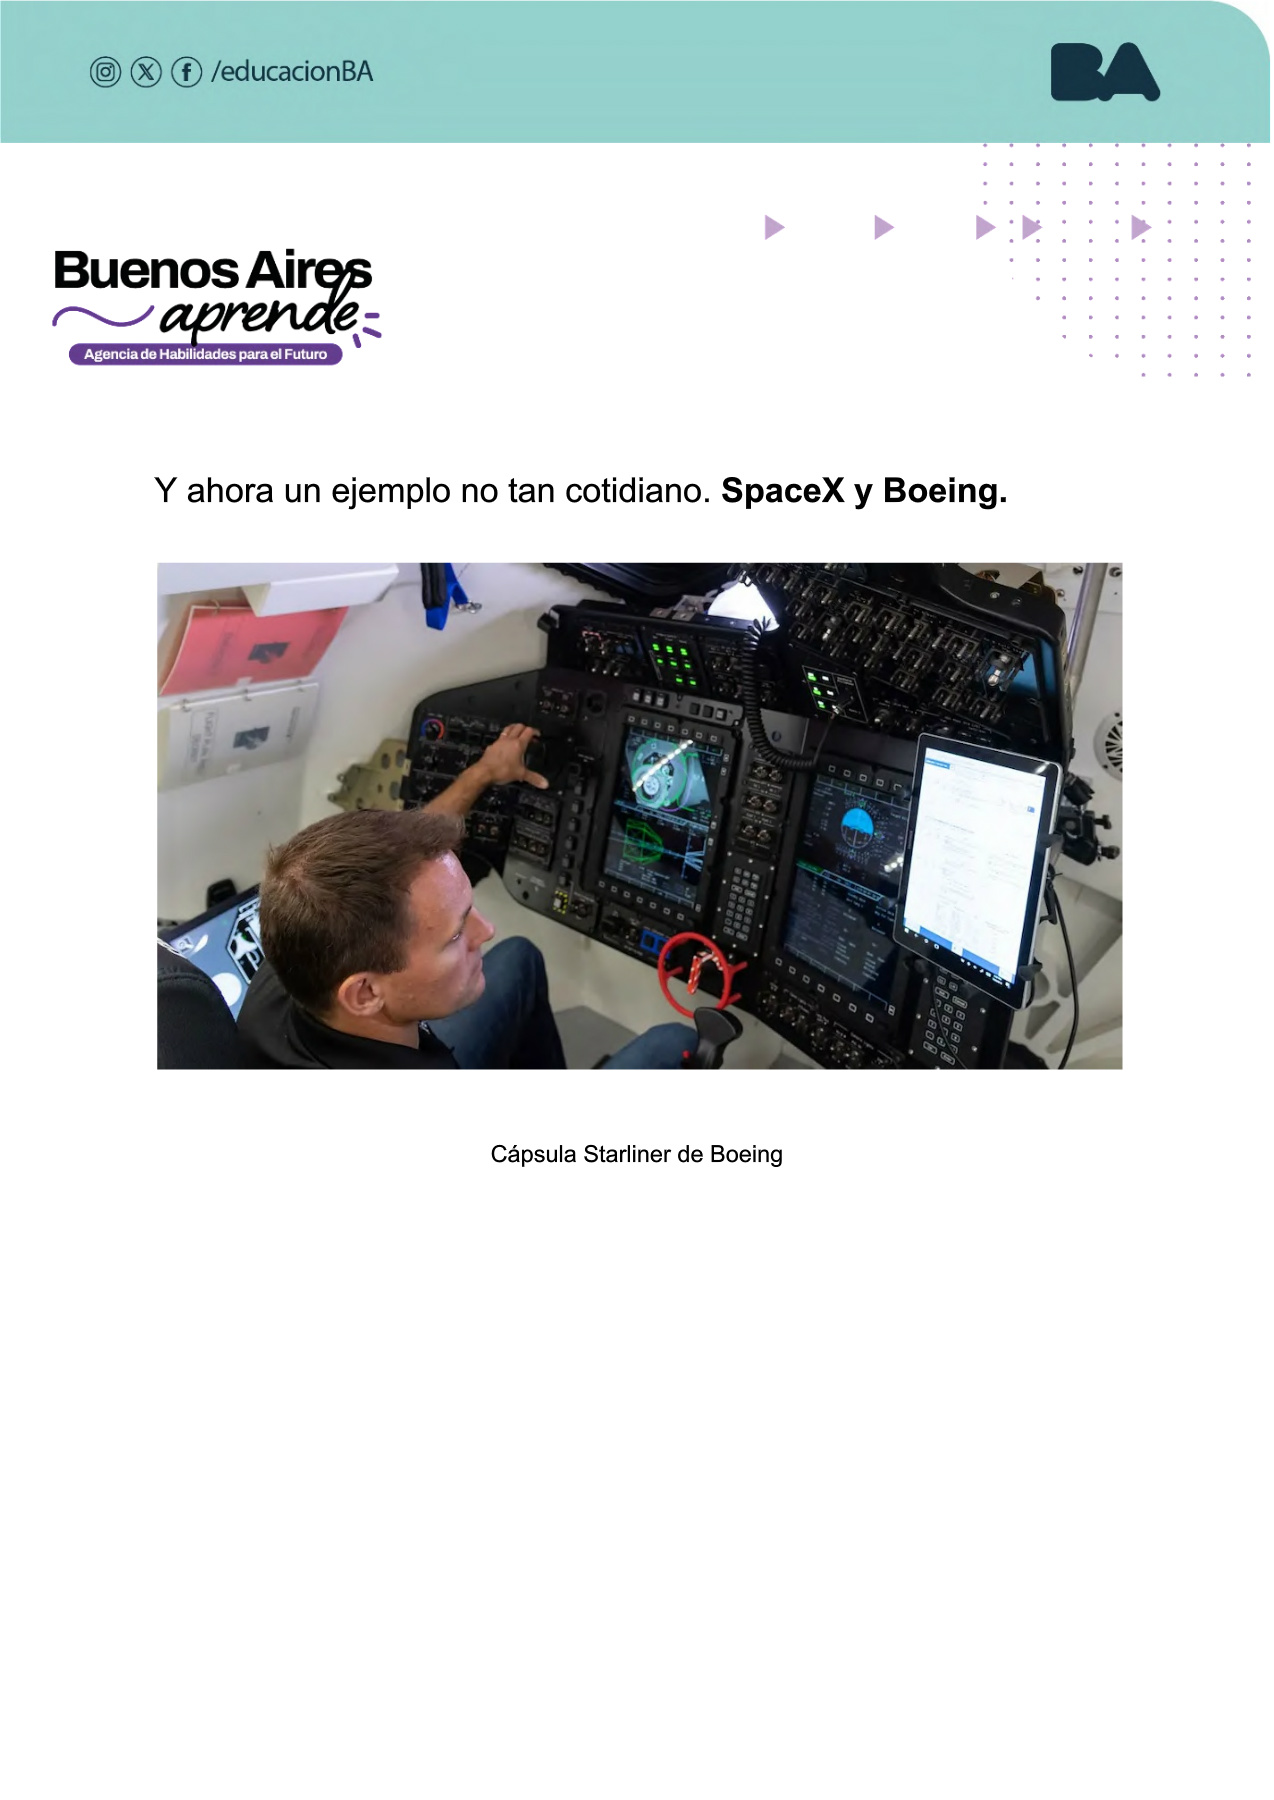 /educacionBA
BA
Buenos Aires
aprende
Agencia de Habilidades para el Futuro
Y ahora un ejemplo no tan cotidiano. SpaceX y Boeing.
Cápsula Starliner de Boeing